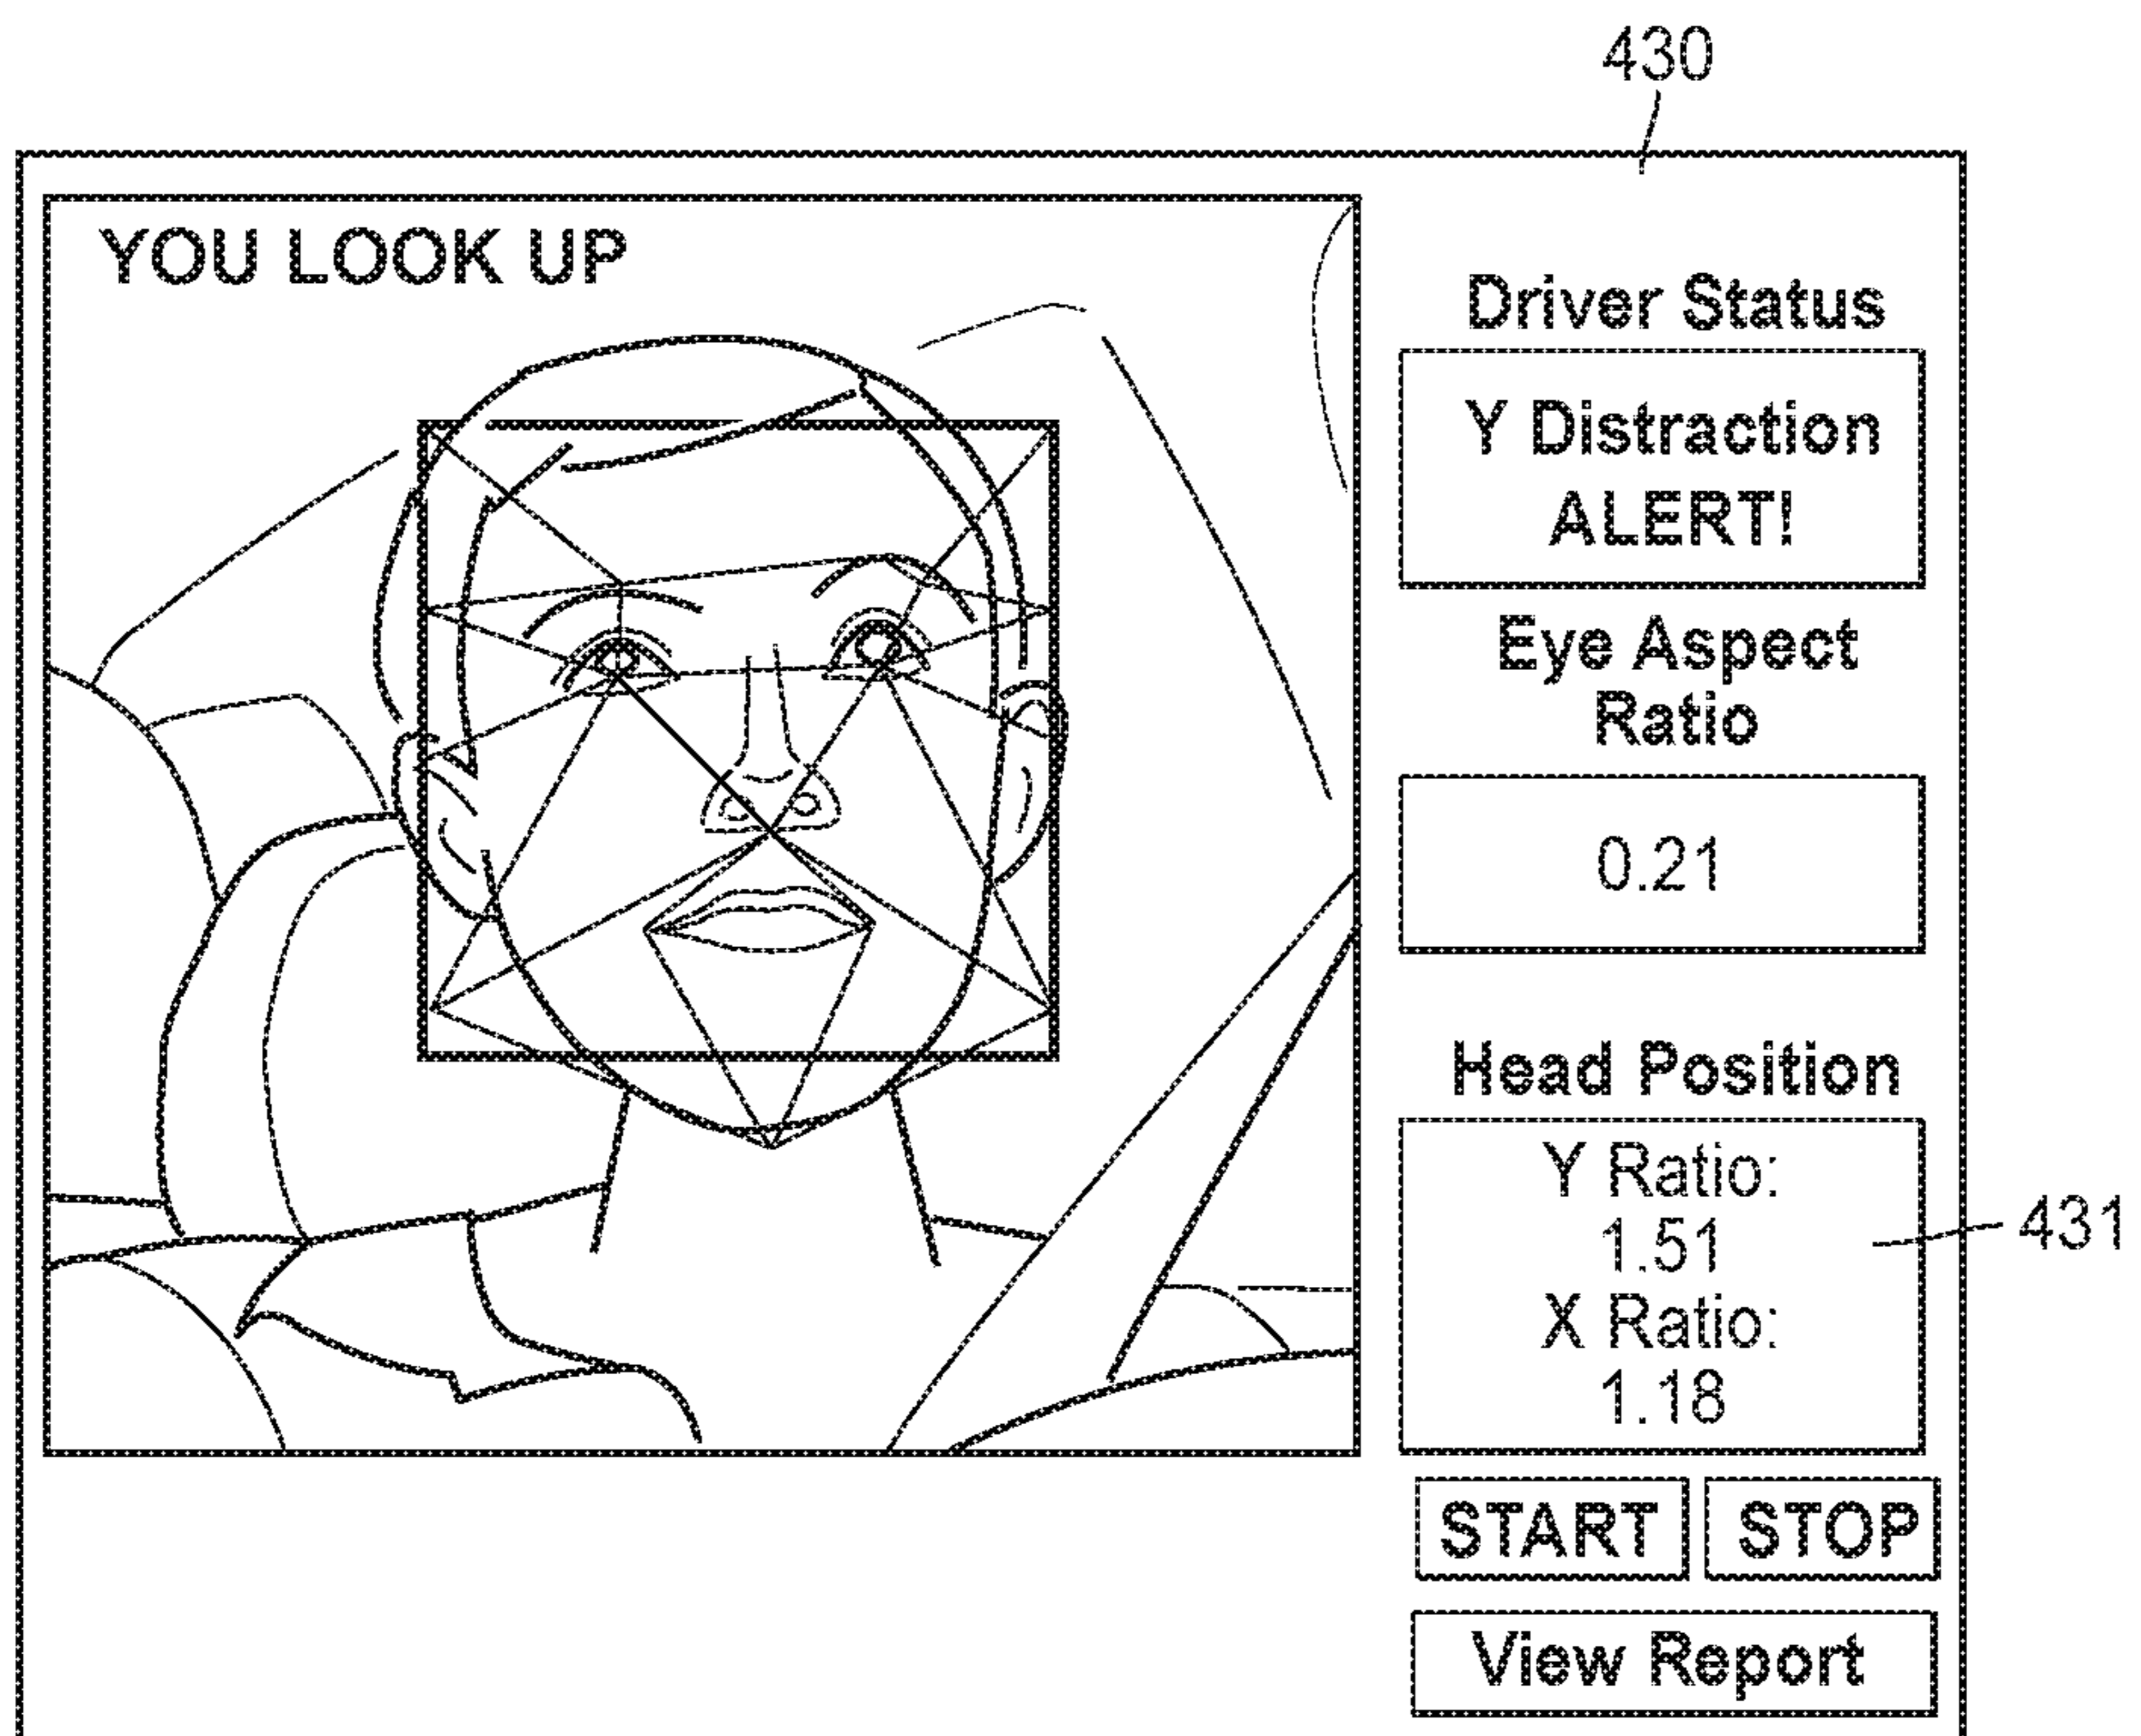 430
YOU LOOK UP
Driver Status
Y Distraction
ALERT!
Eye Aspect
Ratio
0.21
Head Position
Y Ratio:
1.51
X Ratio:
1.18
431
START STOP
View Report